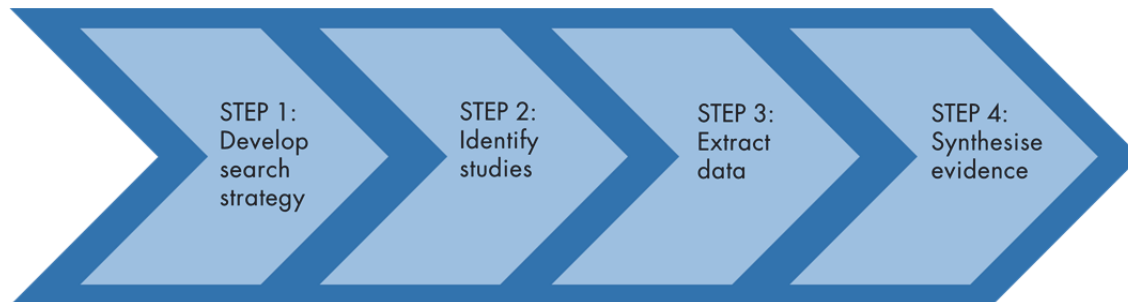 STEP 1:
Develop
search
strategy
STEP 2:
Identify
studies
STEP 3:
Extract
data
STEP 4:
Synthesise
evidence